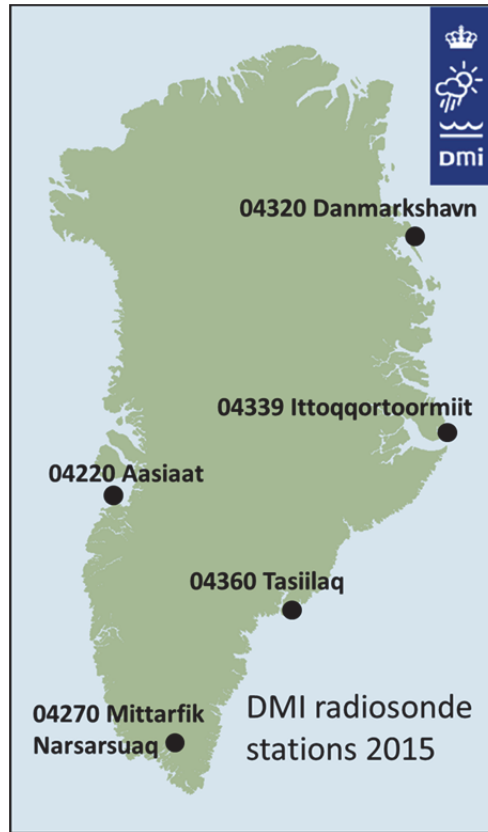 DMi
04320 Danmarkshavn
04339 Ittoqqortoormiit
04220 Aasiaat
04360 Tasiilaq
04270 Mittarfik
Narsarsuaq
DMI radiosonde
stations 2015